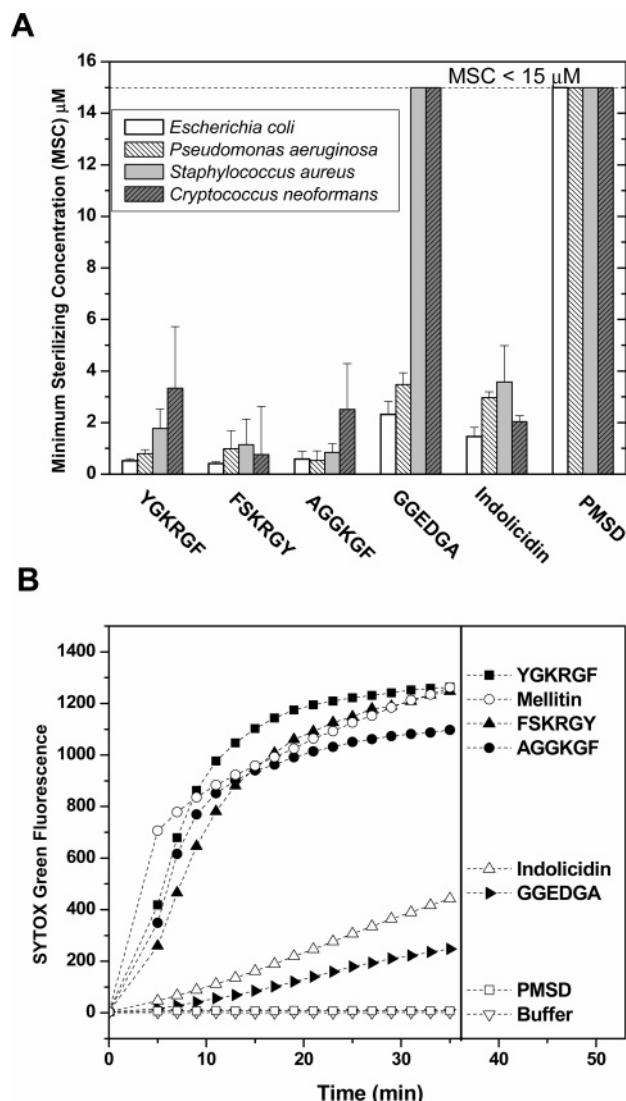 A
Minimum Sterilizing Concentration (MSC) μM
16
14
12
10
8
6
4
2
0
MSC < 15 μM
Escherichia coli
Pseudomonas aeruginosa
Staphylococcus aureus
Cryptococcus neoformans
YGKRGF
FSKRGY
AGGKGF
GGEDGA
Indolicidin
PMSD
B
SYTOX Green Fluorescence
1400
1200
1000
800
600
400
200
0
YGKRGF
Mellitin
FSKRGY
AGGKGF
Indolicidin
GGEDGA
PMSD
Buffer
0 10 20 30 40 50
Time (min)